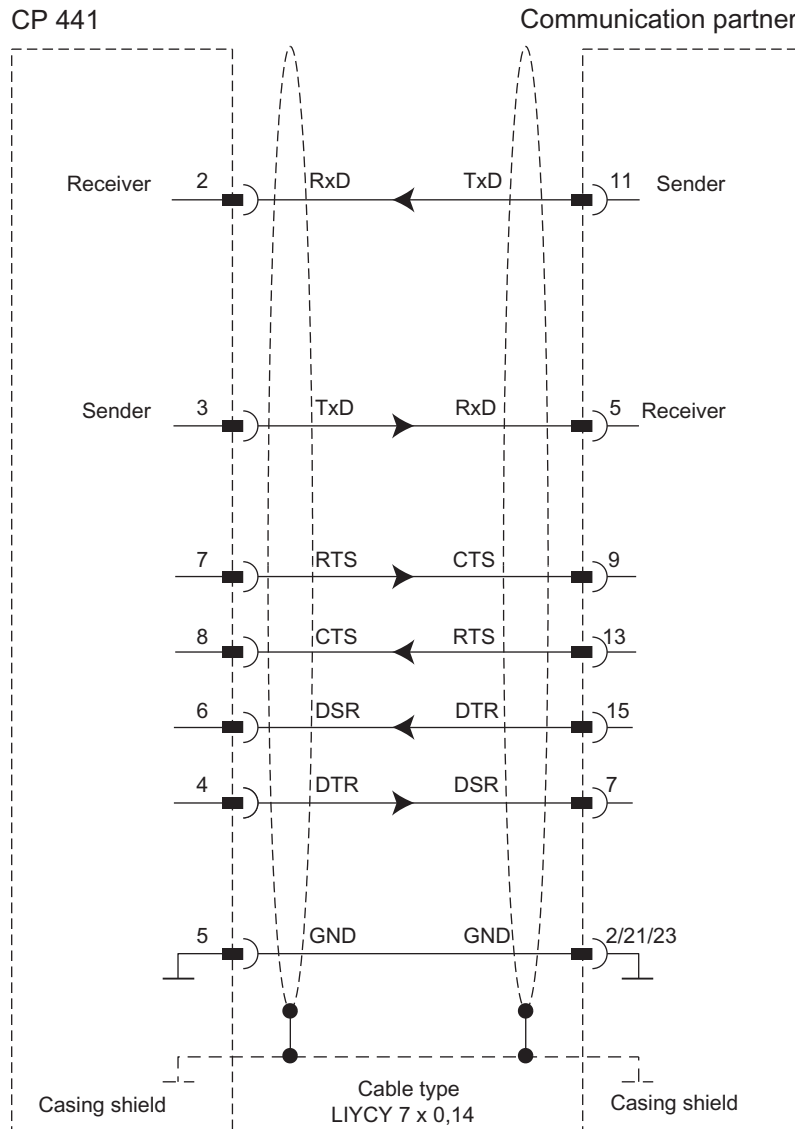 CP 441 Communication partner
Receiver 2 RxD TxD 11 Sender
Sender 3 TxD RxD 5 Receiver
7 RTS CTS 9
8 CTS RTS 13
6 DSR DTR 15
4 DTR DSR 7
5 GND GND 2/21/23
Casing shield Cable type Casing shield
LIYCY 7 x 0,14